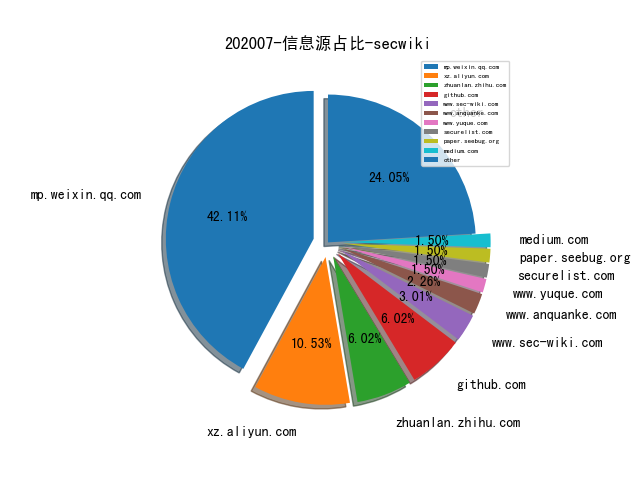 202007-信息源占比-secwiki
mp.weixin.qq.com
xz.aliyun.com
zhuanlan.zhihu.com
github.com
www.sec-wiki.com
www.anquanke.com
www.yuque.com
securelist.com
paper.seebug.org
medium.com
other
other
24.05%
42.11%
mp.weixin.qq.com
1.50%
medium.com
1.50%
paper.seebug.org
1.50%
securelist.com
1.50%
www.yuque.com
2.26%
www.anquanke.com
3.01%
www.sec-wiki.com
6.02%
github.com
6.02%
zhuanlan.zhihu.com
10.53%
xz.aliyun.com